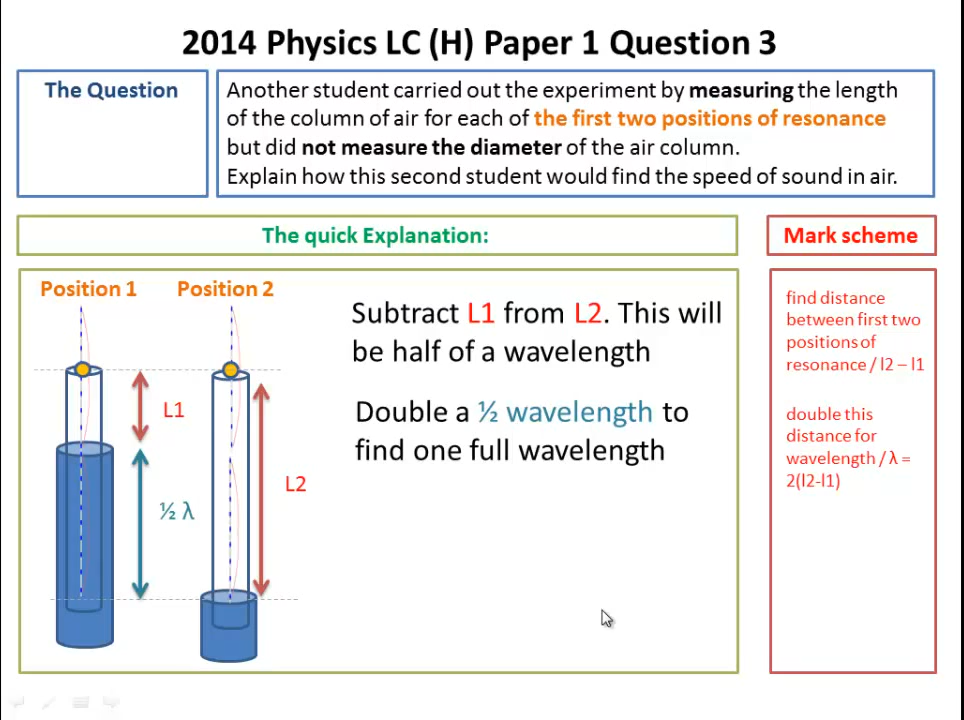 2014 Physics LC (H) Paper 1 Question 3
The Question
Another student carried out the experiment by measuring the length
of the column of air for each of the first two positions of resonance
but did not measure the diameter of the air column.
Explain how this second student would find the speed of sound in air.
The quick Explanation:
Mark scheme
Position 1
Position 2
L1
½ λ
L2
Subtract L1 from L2. This will
be half of a wavelength
Double a ½ wavelength to
find one full wavelength
find distance
between first two
positions of
resonance / l2 – l1
double this
distance for
wavelength / λ =
2(l2-l1)